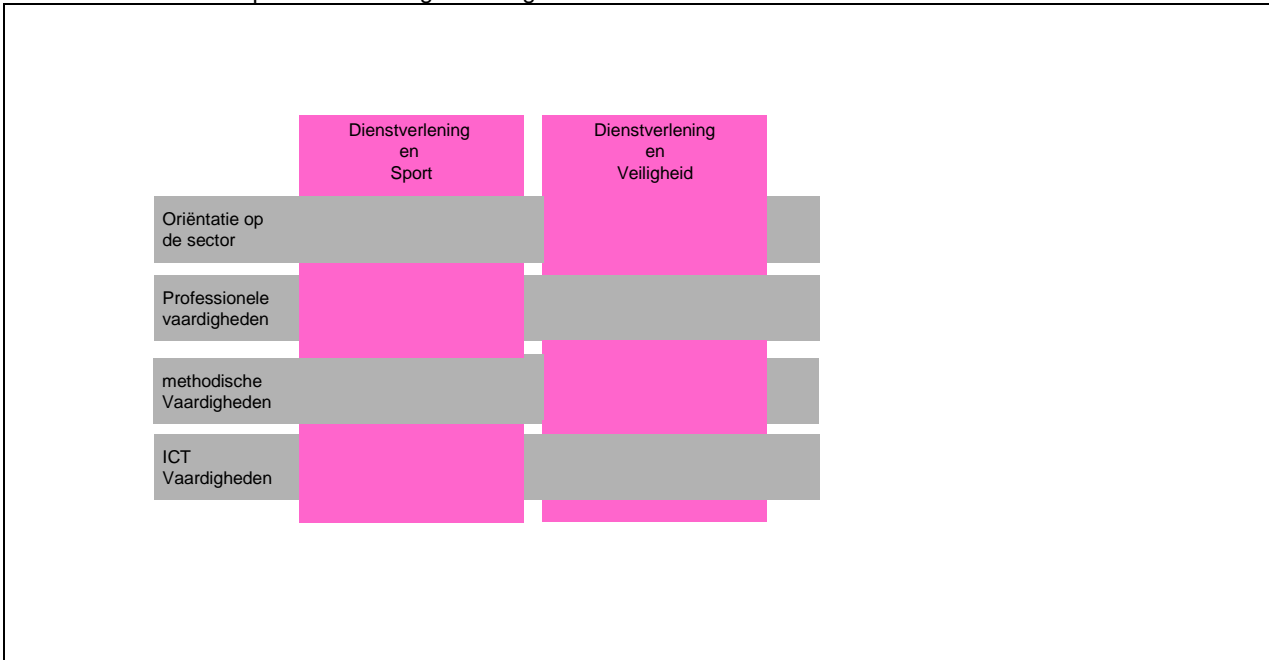 Dienstverlening
en
Sport
Dienstverlening
en
Veiligheid
Oriëntatie op
de sector
Professionele
vaardigheden
methodische
Vaardigheden
ICT
Vaardigheden